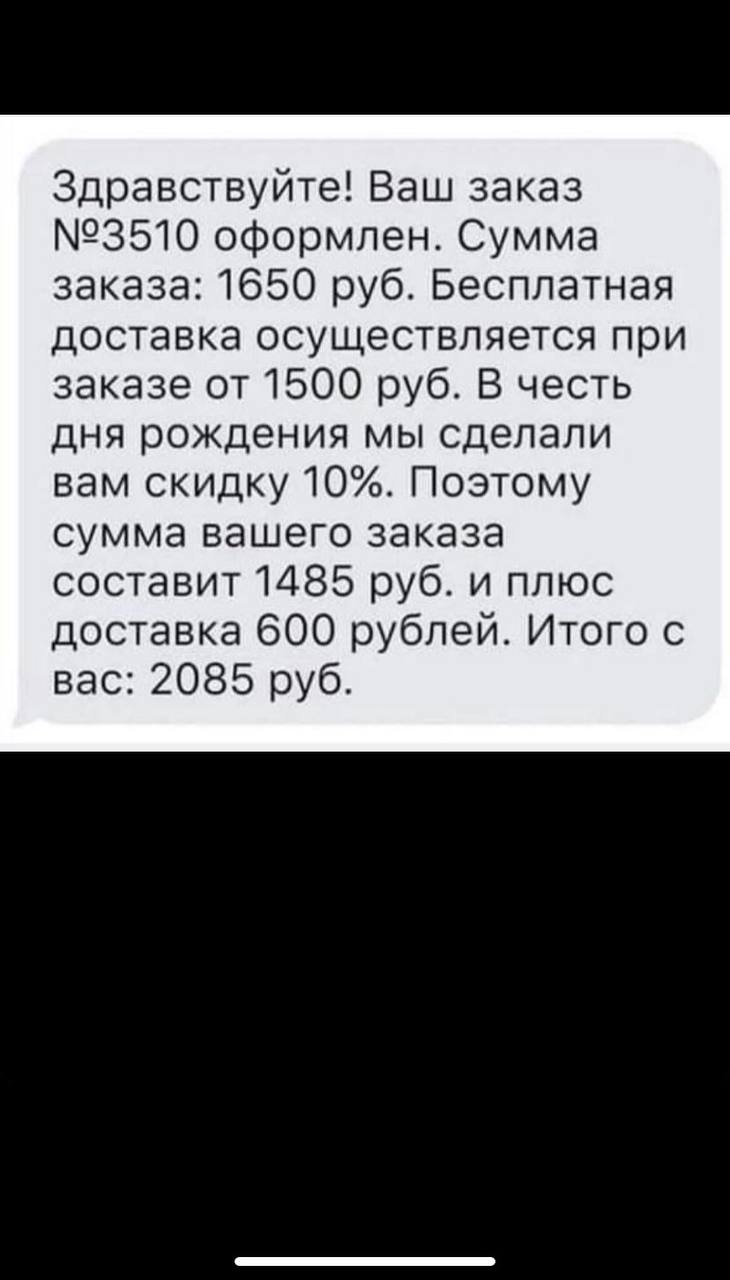 Здравствуйте! Ваш заказ
№3510 оформлен. Сумма
заказа: 1650 руб. Бесплатная
доставка осуществляется при
заказе от 1500 руб. В честь
дня рождения мы сделали
вам скидку 10%. Поэтому
сумма вашего заказа
составит 1485 руб. и плюс
доставка 600 рублей. Итого с
вас: 2085 руб.